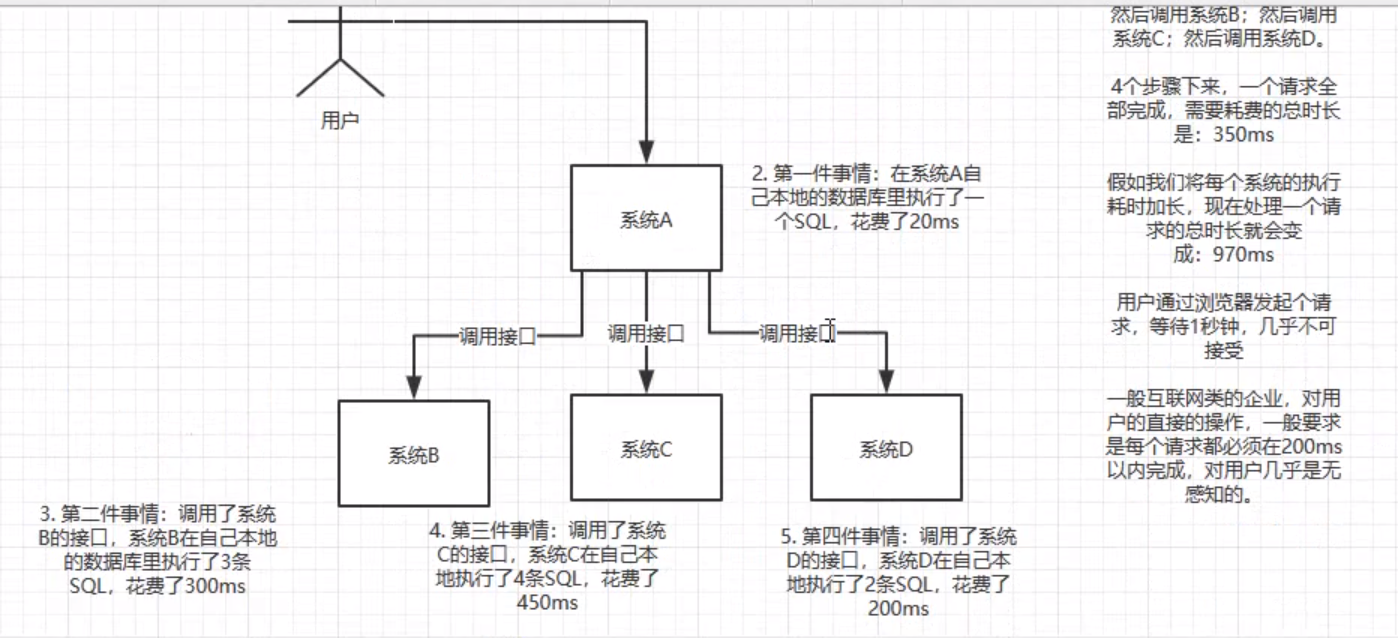 用户
系统A
2. 第一件事情：在系统A自
己本地的数据库里执行了一
个SQL，花费了20ms
调用接口
调用接口
调用接口
系统B
系统C
系统D
3. 第二件事情：调用了系统
B的接口，系统B在自己本地
的数据库里执行了3条
SQL，花费了300ms
4. 第三件事情：调用了系统
C的接口，系统C在自己本
地执行了4条SQL，花费了
450ms
5. 第四件事情：调用了系统
D的接口，系统D在自己本
地执行了2条SQL，花费了
200ms
然后调用系统B；然后调用
系统C；然后调用系统D。
4个步骤下来，一个请求全
部完成，需要耗费的总时长
是：350ms
假如我们将每个系统的执行
耗时加长，现在处理一个请
求的总时长就会变
成：970ms
用户通过浏览器发起个请
求，等待1秒钟，几乎不可
接受
一般互联网类的企业，对用
户的直接的操作，一般要求
是每个请求都必须在200ms
以内完成，对用户几乎是无
感知的。